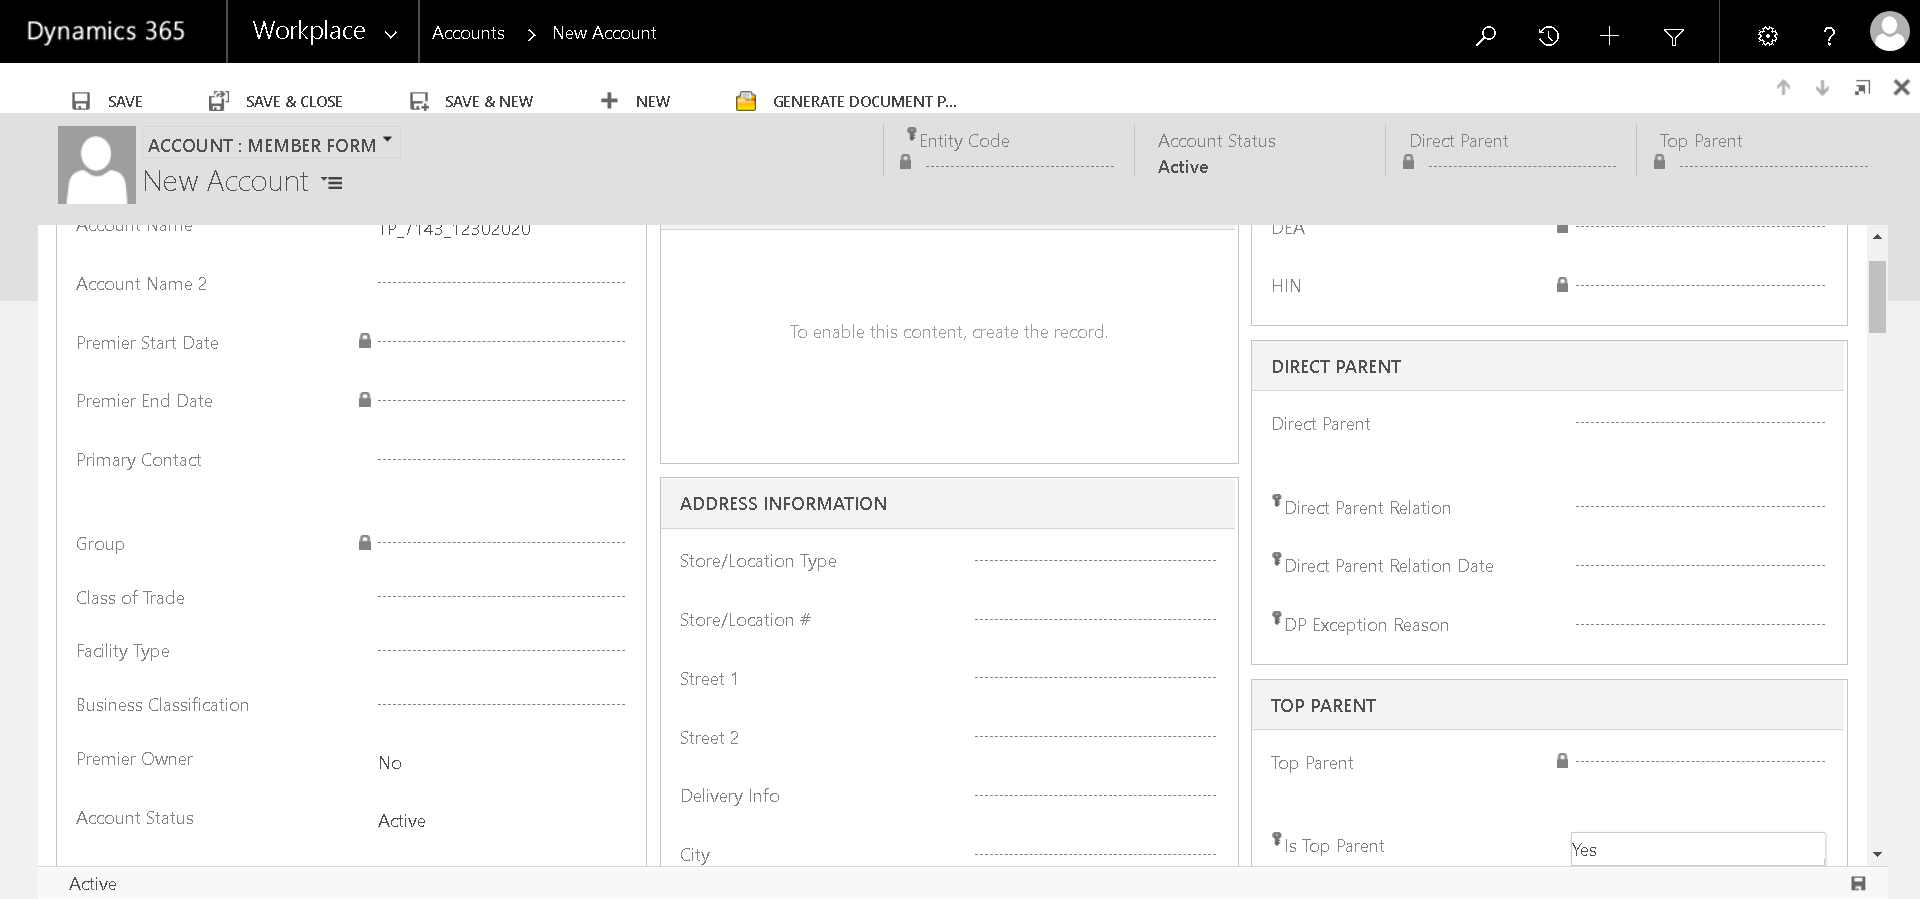 Dynamics 365
Workplace
Accounts > New Account
SAVE
SAVE & CLOSE
SAVE & NEW
NEW
GENERATE DOCUMENT P...
ACCOUNT : MEMBER FORM
New Account
Entity Code
Account Status
Active
Direct Parent
Top Parent
Account Name
TP_7143_12302020
Account Name 2
Premier Start Date
Premier End Date
Primary Contact
Group
Class of Trade
Facility Type
Business Classification
Premier Owner
No
Account Status
Active
To enable this content, create the record.
ADDRESS INFORMATION
Store/Location Type
Store/Location #
Street 1
Street 2
Delivery Info
City
DEA
HIN
DIRECT PARENT
Direct Parent
Direct Parent Relation
Direct Parent Relation Date
DP Exception Reason
TOP PARENT
Top Parent
Is Top Parent
Yes
Active